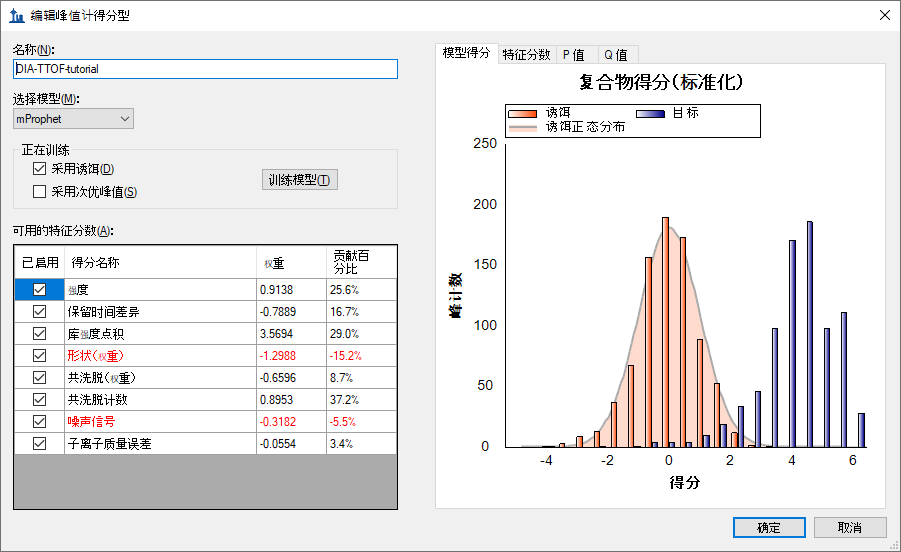 编辑峰值计得分型
名称(N):
DIA-TTOF-tutorial
选择模型(M):
mProphet
正在训练
采用诱饵(D)
采用次优峰值(S)
训练模型(T)
可用的特征分数(A):
已启用 得分名称 权重 贡献百分比
强度 0.9138 25.6%
保留时间差异 -0.7889 16.7%
库强度点积 3.5694 29.0%
形状(权重) -1.2988 -15.2%
共洗脱(权重) -0.6596 8.7%
共洗脱计数 0.8953 37.2%
噪声信号 -0.3182 -5.5%
子离子质量误差 -0.0554 3.4%
模型得分 特征分数 P 值 Q 值
复合物得分(标准化)
诱饵 目标
诱饵正态分布
250
200
150
100
50
0
峰计数
-4 -2 0 2 4 6
得分
确定 取消